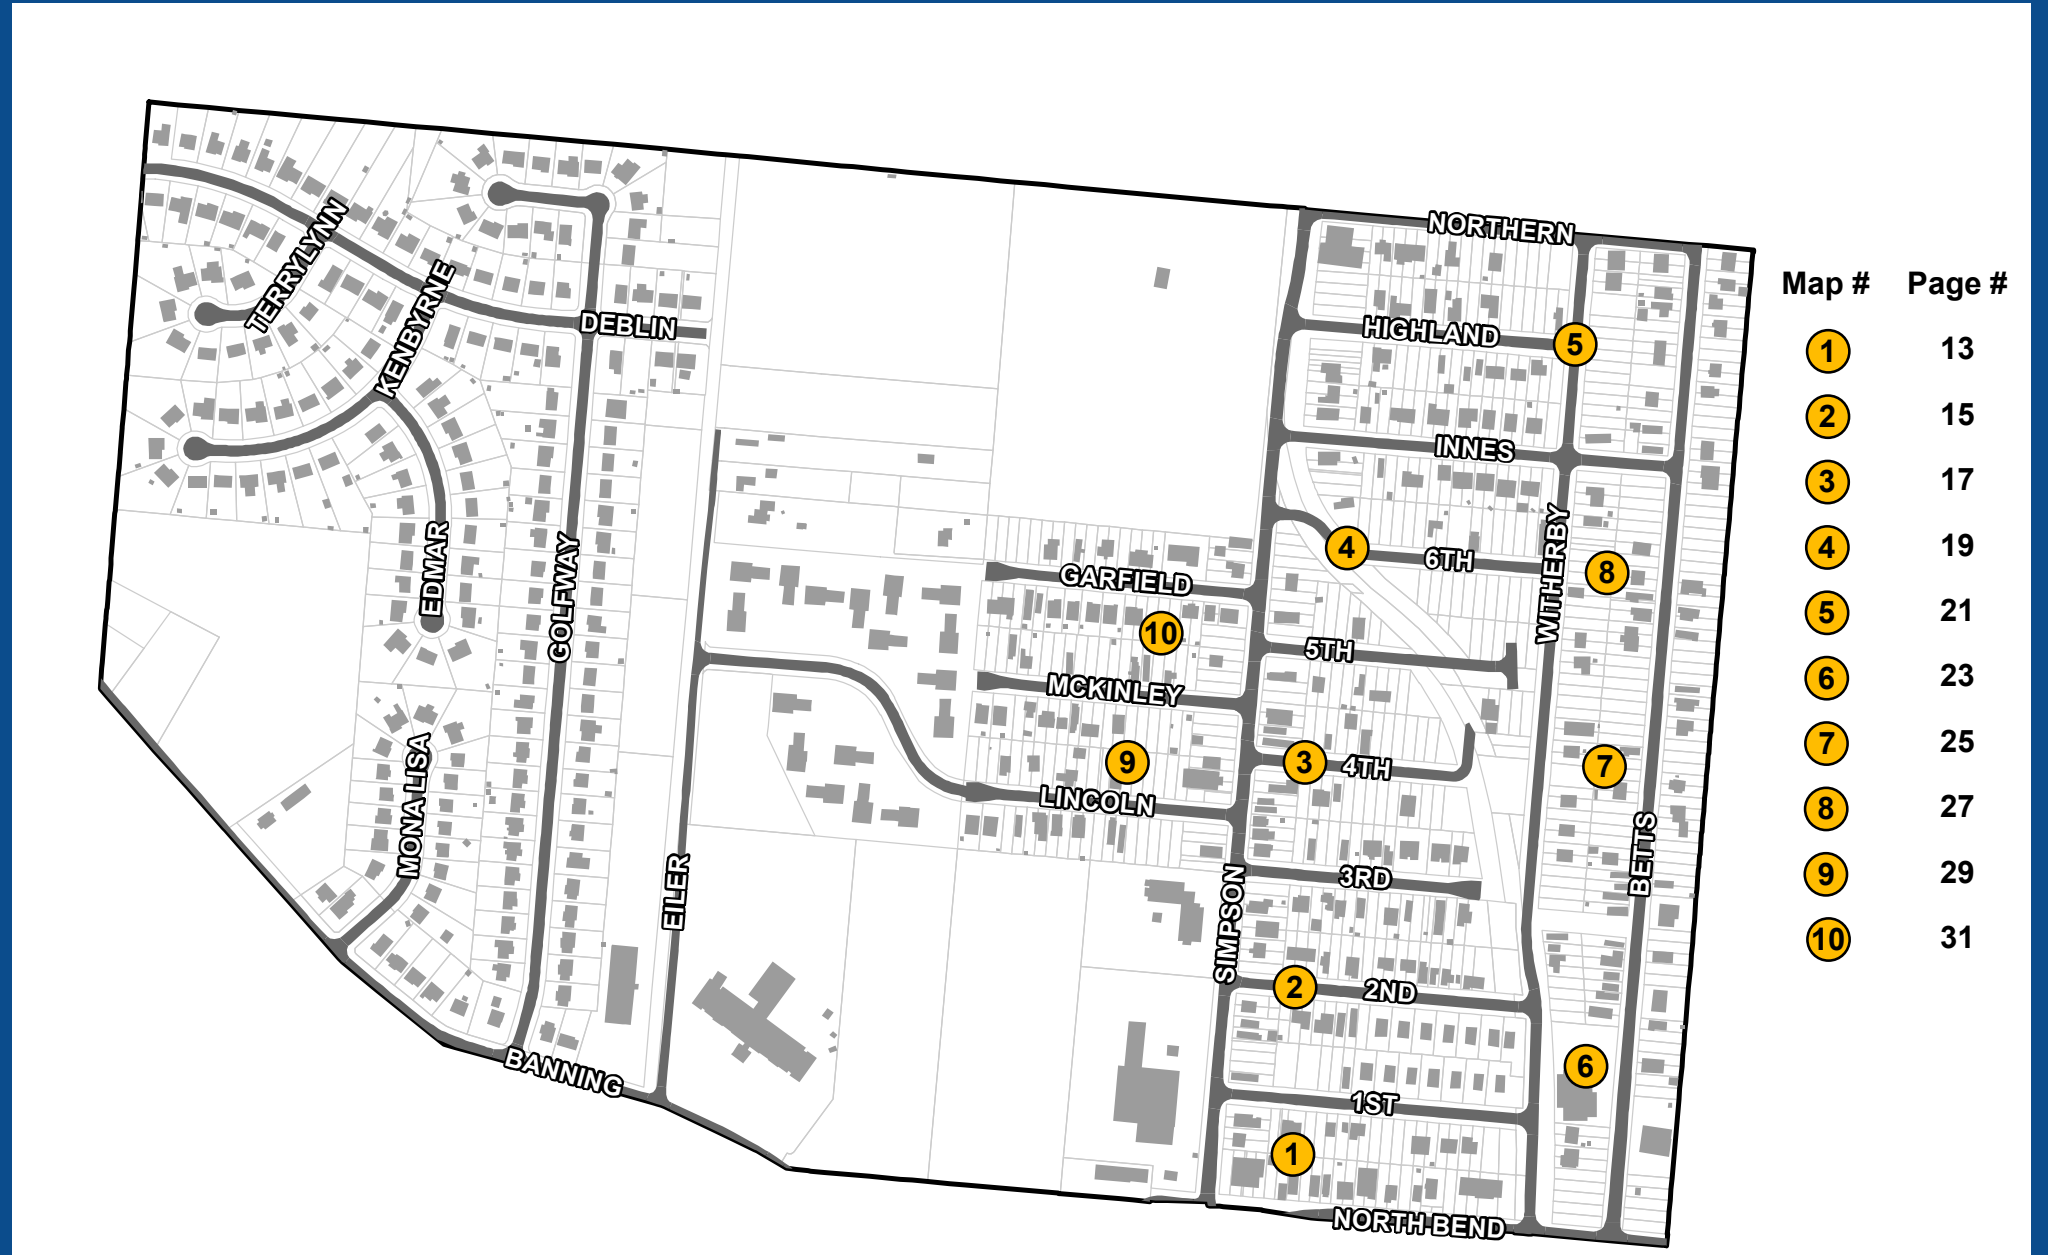 NORTHERN
TERRYLYNN
KENBYRNE
DEBLIN
HIGHLAND
5
INNES
EDMAR
GOLFWAY
WITHERBY
4
6TH
8
GARFIELD
10
5TH
MCKINLEY
MONA LISA
9
3
4TH
7
LINCOLN
BETTS
EILER
SIMPSON
3RD
2
2ND
BANNING
6
1ST
1
NORTH BEND
Map # Page #
1 13
2 15
3 17
4 19
5 21
6 23
7 25
8 27
9 29
10 31